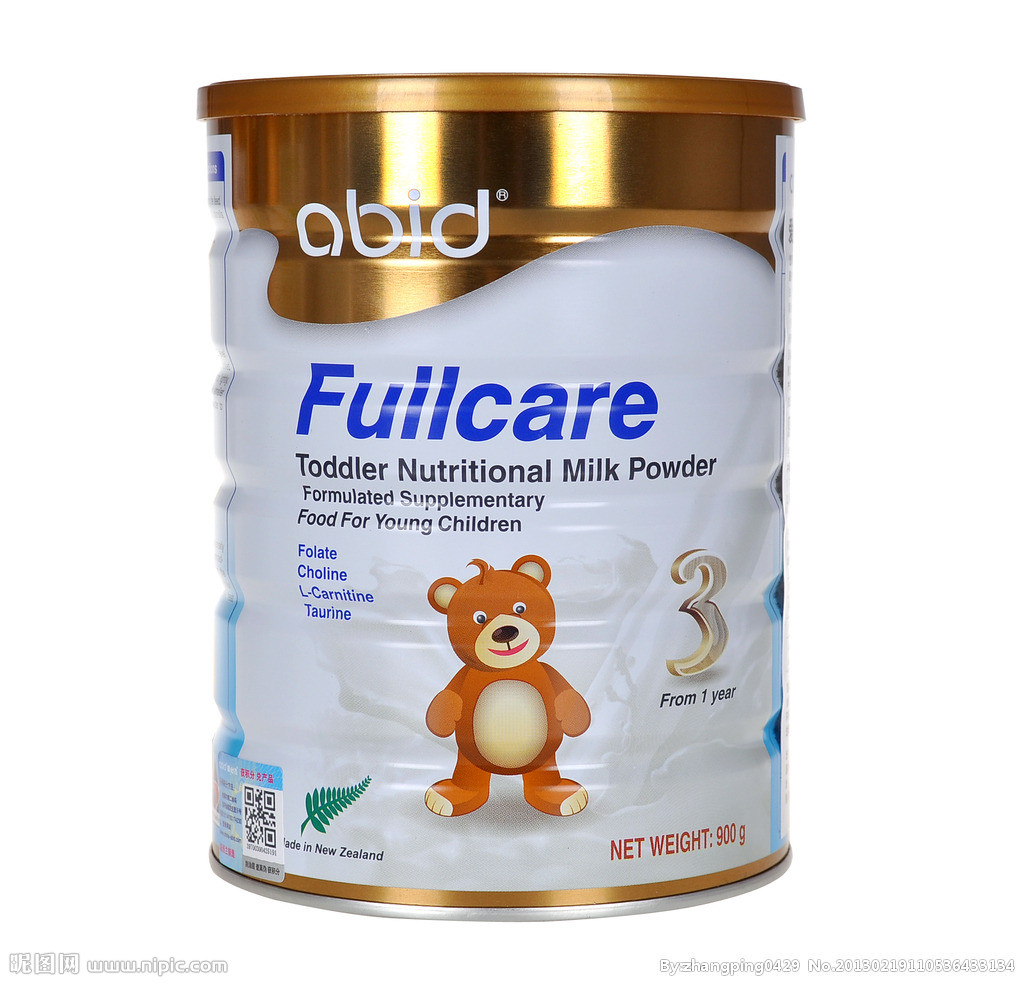 abid®
Fullcare
Toddler Nutritional Milk Powder
Formulated Supplementary
Food For Young Children
Folate
Choline
L-Carnitine
Taurine
3
From 1 year
Made in New Zealand
NET WEIGHT: 900 g
昵图网 www.nipic.com
By:zhangping0429 No.20130219110536433134